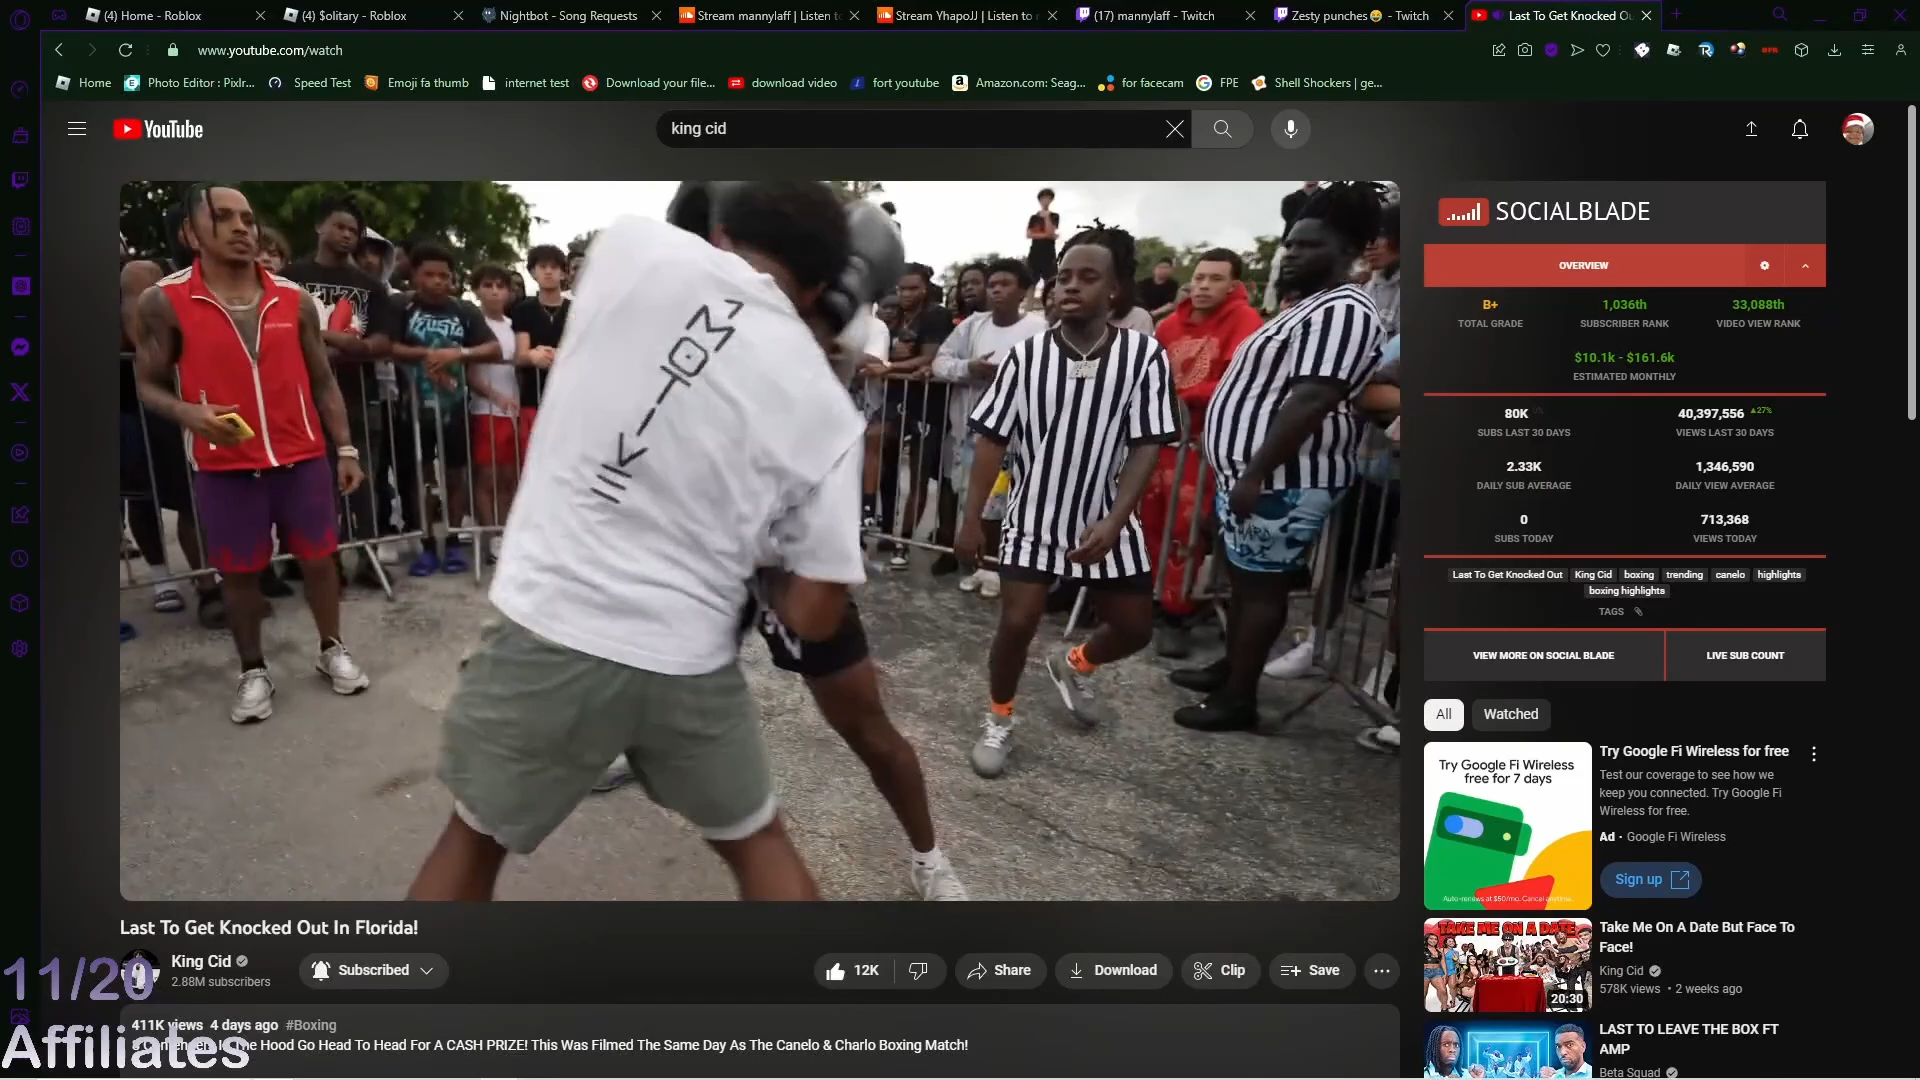 (4) Home - Roblox
(4) $olitary - Roblox
Nightbot - Song Requests
Stream mannylaff | Listen to
Stream YhapoJJ | Listen to
(17) mannylaff - Twitch
Zesty punches😂 - Twitch
Last To Get Knocked Ou
www.youtube.com/watch
Home
Photo Editor : Pixlr...
Speed Test
Emoji fa thumb
internet test
Download your file...
download video
fort youtube
Amazon.com: Seag...
for facecam
FPE
Shell Shockers | ge...
YouTube
king cid
SOCIALBLADE
OVERVIEW
B+ 1,036th 33,088th
TOTAL GRADE SUBSCRIBER RANK VIDEO VIEW RANK
$10.1k - $161.6k
ESTIMATED MONTHLY
80K 40,397,556 ▲27%
SUBS LAST 30 DAYS VIEWS LAST 30 DAYS
2.33K 1,346,590
DAILY SUB AVERAGE DAILY VIEW AVERAGE
0 713,368
SUBS TODAY VIEWS TODAY
Last To Get Knocked Out King Cid boxing trending canelo highlights
boxing highlights
TAGS
VIEW MORE ON SOCIAL BLADE LIVE SUB COUNT
All Watched
Try Google Fi Wireless
free for 7 days
Auto-renews at $50/mo. Cancel anytime.
Try Google Fi Wireless for free
Test our coverage to see how we
keep you connected. Try Google Fi
Wireless for free.
Ad · Google Fi Wireless
Sign up
TAKE ME ON A DATE
20:30
Take Me On A Date But Face To
Face!
King Cid
578K views • 2 weeks ago
LAST TO LEAVE THE BOX FT
AMP
Beta Squad
Last To Get Knocked Out In Florida!
King Cid
2.88M subscribers
Subscribed
12K
Share
Download
Clip
Save
411K views 4 days ago #Boxing
The Hood Go Head To Head For A CASH PRIZE! This Was Filmed The Same Day As The Canelo & Charlo Boxing Match!
11/20
Affiliates